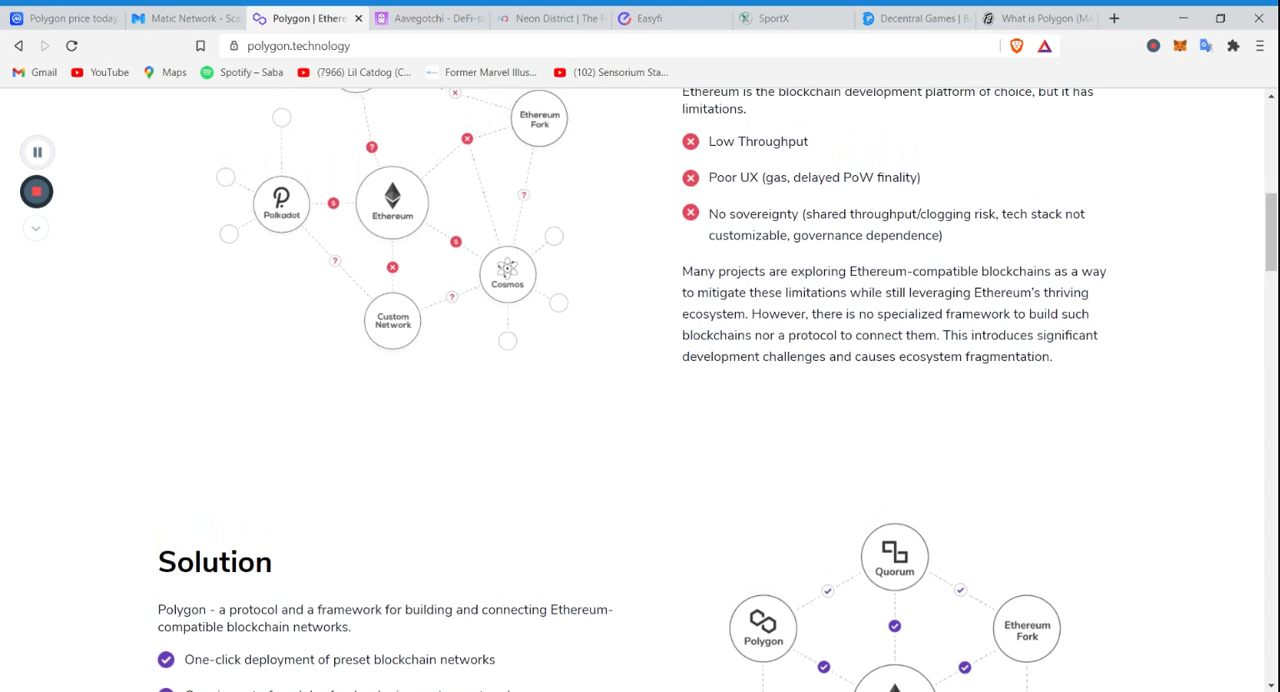 Polygon price today,
Matic Network - Scal
Polygon | Ethere
Aavegotchi - DeFi-st
Neon District | The F
Easyfi
SportX
Decentral Games | B
What is Polygon (MA
polygon.technology
Gmail
YouTube
Maps
Spotify – Saba
(7966) Lil Catdog (C...
Former Marvel Illus...
(102) Sensorium Sta...
Ethereum is the blockchain development platform of choice, but it has
limitations.
Low Throughput
Poor UX (gas, delayed PoW finality)
No sovereignty (shared throughput/clogging risk, tech stack not
customizable, governance dependence)
Many projects are exploring Ethereum-compatible blockchains as a way
to mitigate these limitations while still leveraging Ethereum's thriving
ecosystem. However, there is no specialized framework to build such
blockchains nor a protocol to connect them. This introduces significant
development challenges and causes ecosystem fragmentation.
Ethereum
Fork
Polkadot
Ethereum
Cosmos
Custom
Network
Solution
Polygon - a protocol and a framework for building and connecting Ethereum-
compatible blockchain networks.
One-click deployment of preset blockchain networks
Quorum
Polygon
Ethereum
Fork